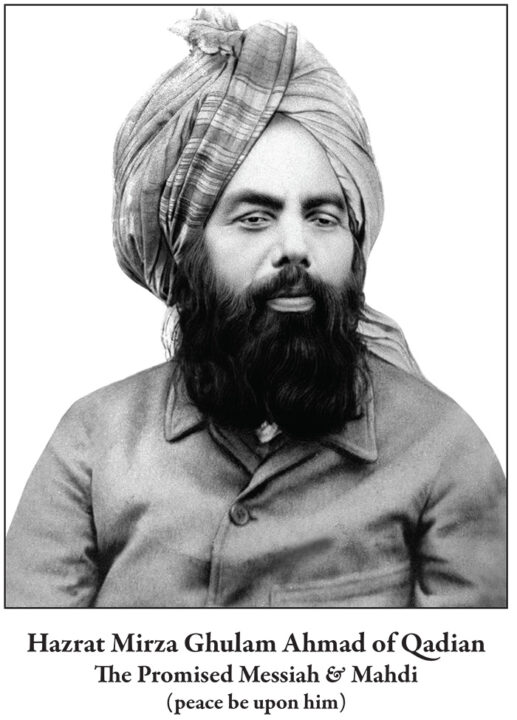 Hazrat Mirza Ghulam Ahmad of Qadian
The Promised Messiah & Mahdi
(peace be upon him)